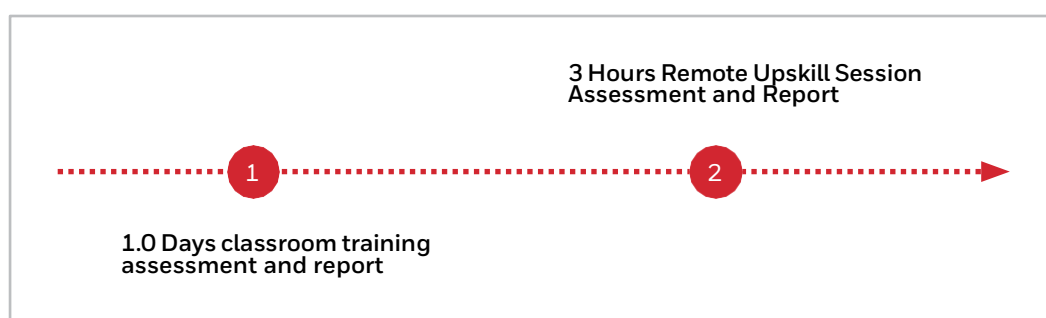 3 Hours Remote Upskill Session
Assessment and Report
1
2
1.0 Days classroom training
assessment and report